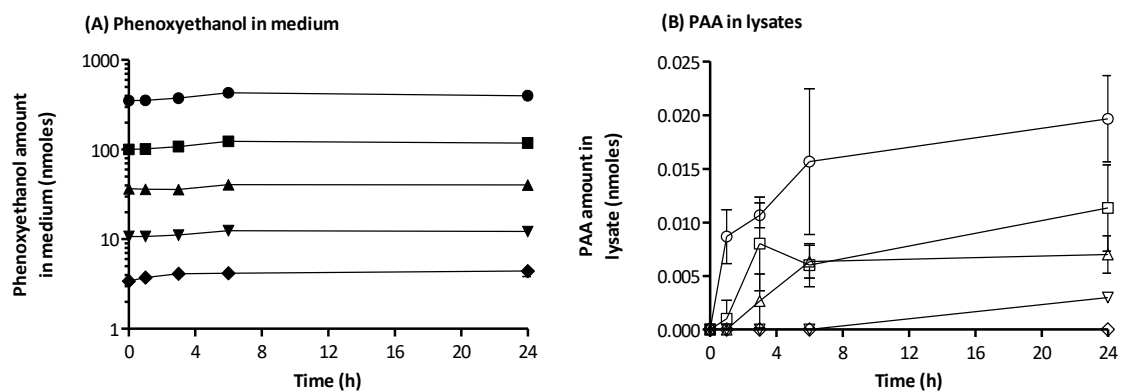 (A) Phenoxyethanol in medium
Phenoxyethanol amount
in medium (nmoles)
1000
100
10
1
0 4 8 12 16 20 24
Time (h)
(B) PAA in lysates
PAA amount in
lysate (nmoles)
0.025
0.020
0.015
0.010
0.005
0.000
0 4 8 12 16 20 24
Time (h)